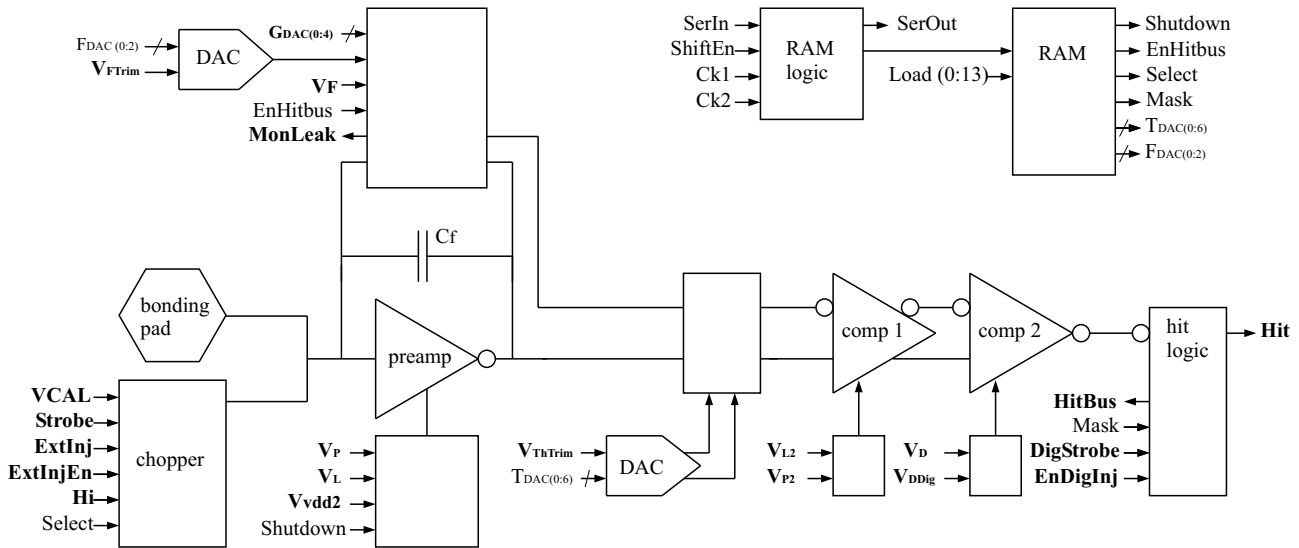 F DAC (0:2)
VFTrim
DAC
GDAC(0:4)
VF
EnHitbus
MonLeak
SerIn
ShiftEn
Ck1
Ck2
RAM
logic
SerOut
Load (0:13)
RAM
Shutdown
EnHitbus
Select
Mask
TDAC(0:6)
FDAC(0:2)
Cf
bonding
pad
preamp
comp 1
comp 2
hit
logic
Hit
VCAL
Strobe
ExtInj
ExtInjEn
Hi
Select
chopper
VP
VL
Vvdd2
Shutdown
VThTrim
TDAC(0:6)
DAC
VL2
VP2
VD
VDDig
HitBus
Mask
DigStrobe
EnDigInj